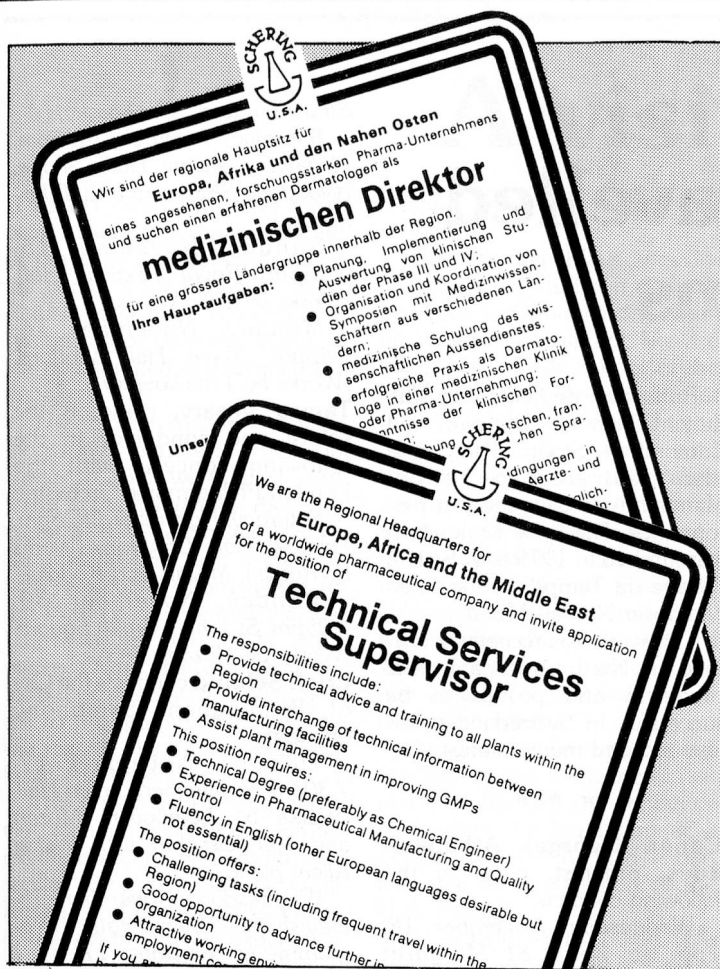 SCHERING
U.S.A.
Wir sind der regionale Hauptsitz für
Europa, Afrika und den Nahen Osten
eines angesehenen, forschungsstarken Pharma-Unternehmens
und suchen einen erfahrenen Dermatologen als
medizinischen Direktor
für eine grössere Ländergruppe innerhalb der Region.
Ihre Hauptaufgaben:
● Planung, Implementierung und
Auswertung von klinischen Stu-
dien der Phase III und IV;
● Organisation und Koordination von
Symposien mit Medizinwissen-
schaftern aus verschiedenen Län-
dern;
● medizinische Schulung des wis-
senschaftlichen Aussendienstes.
● erfolgreiche Praxis als Dermato-
loge in einer medizinischen Klinik
oder Pharma-Unternehmung;
der klinischen For-
fran-
Spra-
in
Aerzte- und
SCHERING
U.S.A.
We are the Regional Headquarters for
Europe, Africa and the Middle East
of a worldwide pharmaceutical company and invite application
for the position of
Technical Services
Supervisor
The responsibilities include:
● Provide technical advice and training to all plants within the
Region
● Provide interchange of technical information between
manufacturing facilities
● Assist plant management in improving GMPs
This position requires:
● Technical Degree (preferably as Chemical Engineer)
● Experience in Pharmaceutical Manufacturing and Quality
Control
● Fluency in English (other European languages desirable but
not essential)
The position offers:
● Challenging tasks (including frequent travel within the
Region)
● Good opportunity to advance further in
organization
● Attractive working
employment
If you